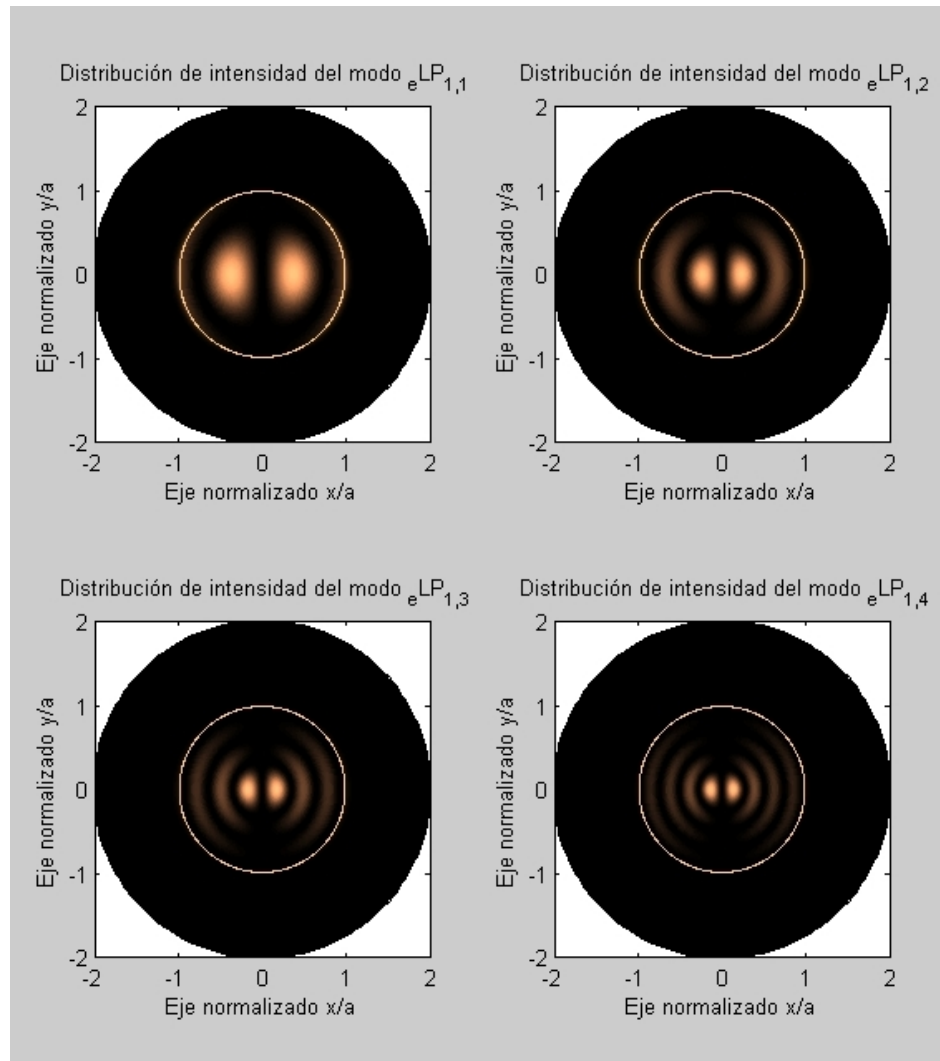 Distribución de intensidad del modo eLP1,1
2
1
0
-1
-2
Eje normalizado y/a
-2 -1 0 1 2
Eje normalizado x/a
Distribución de intensidad del modo eLP1,2
2
1
0
-1
-2
Eje normalizado y/a
-2 -1 0 1 2
Eje normalizado x/a
Distribución de intensidad del modo eLP1,3
2
1
0
-1
-2
Eje normalizado y/a
-2 -1 0 1 2
Eje normalizado x/a
Distribución de intensidad del modo eLP1,4
2
1
0
-1
-2
Eje normalizado y/a
-2 -1 0 1 2
Eje normalizado x/a